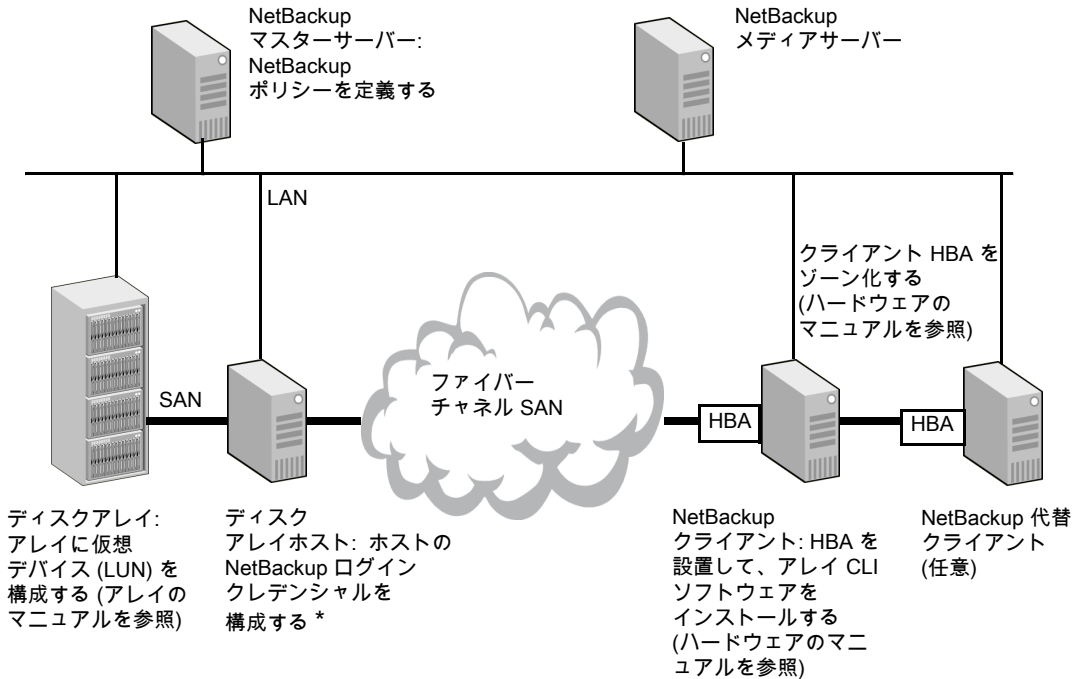 NetBackup
マスターサーバー:
NetBackup
ポリシーを定義する
NetBackup
メディアサーバー
LAN
クライアント HBA を
ゾーン化する
(ハードウェアの
マニュアルを参照)
SAN
ファイバー
チャネル SAN
HBA
HBA
ディスクアレイ:
アレイに仮想
デバイス (LUN) を
構成する (アレイの
マニュアルを参照)
ディスク
アレイホスト: ホストの
NetBackup ログイン
クレデンシャルを
構成する *
NetBackup
クライアント: HBA を
設置して、アレイ CLI
ソフトウェアを
インストールする
(ハードウェアのマニ
ュアルを参照)
NetBackup 代替
クライアント
(任意)